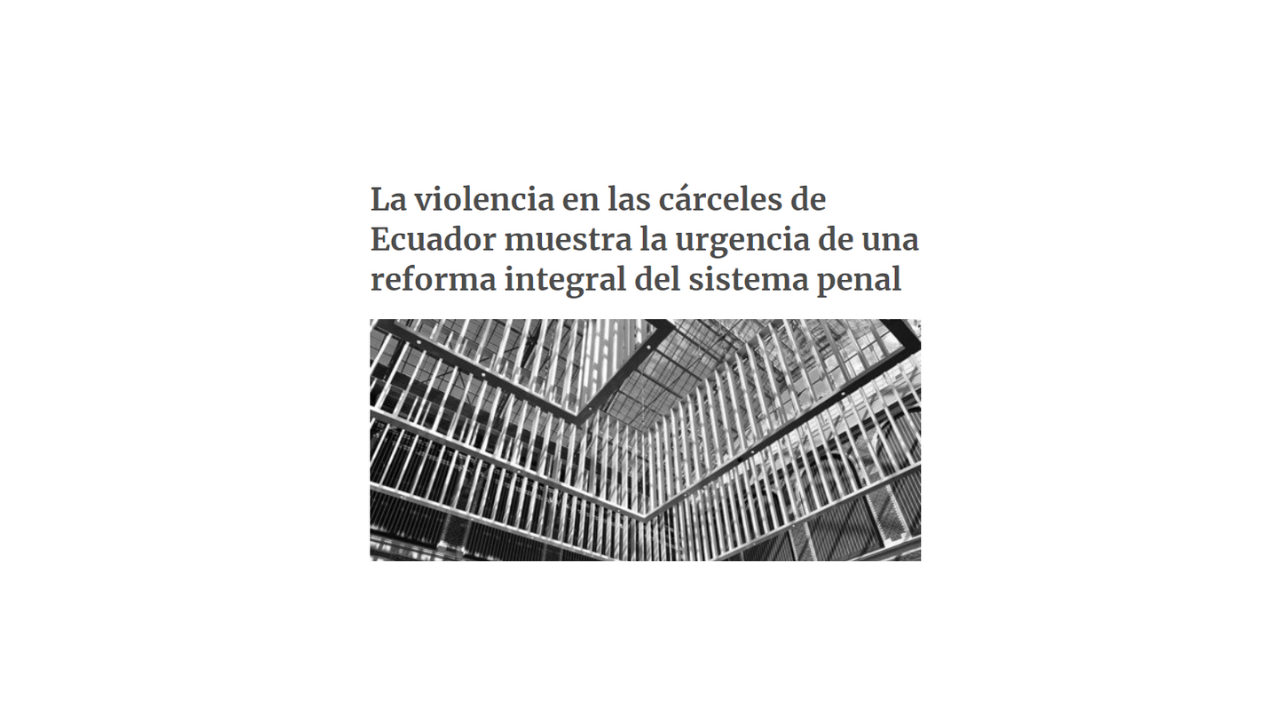 La violencia en las cárceles de
Ecuador muestra la urgencia de una
reforma integral del sistema penal